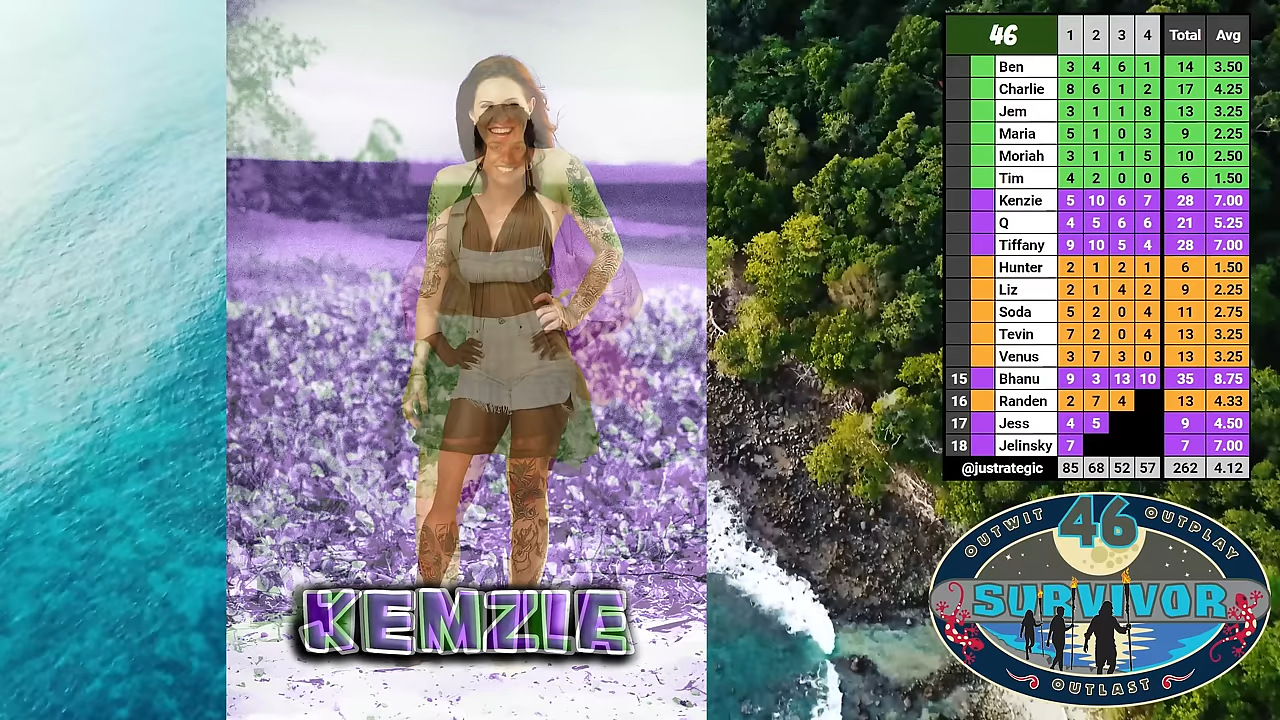 KEMZIE
46 1 2 3 4 Total Avg
Ben 3 4 6 1 14 3.50
Charlie 8 6 1 2 17 4.25
Jem 3 1 1 8 13 3.25
Maria 5 1 0 3 9 2.25
Moriah 3 1 1 5 10 2.50
Tim 4 2 0 0 6 1.50
Kenzie 5 10 6 7 28 7.00
Q 4 5 6 6 21 5.25
Tiffany 9 10 5 4 28 7.00
Hunter 2 1 2 1 6 1.50
Liz 2 1 4 2 9 2.25
Soda 5 2 0 4 11 2.75
Tevin 7 2 0 4 13 3.25
Venus 3 7 3 0 13 3.25
15 Bhanu 9 3 13 10 35 8.75
16 Randen 2 7 4 13 4.33
17 Jess 4 5 9 4.50
18 Jelinsky 7 7 7.00
@justrategic 85 68 52 57 262 4.12
OUTWIT 46 OUTPLAY
SURVIVOR
OUTLAST